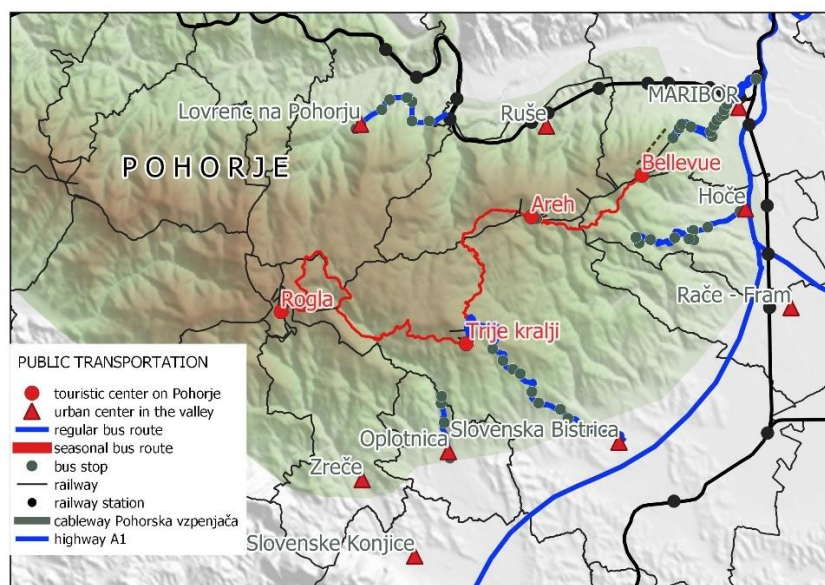 MARIBOR
Lovrenc na Pohorju
Ruše
POHORJE
Bellevue
Hoče
Areh
Rogla
Rače - Fram
Trije kralji
PUBLIC TRANSPORTATION
touristic center on Pohorje
urban center in the valley
regular bus route
seasonal bus route
bus stop
railway
railway station
cableway Pohorska vzpenjača
highway A1
Oplotnica
Slovenska Bistrica
Zreče
Slovenske Konjice